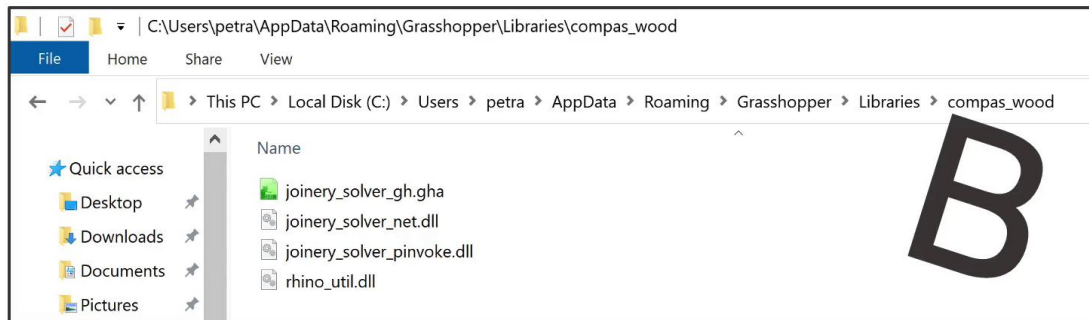 C:\Users\petra\AppData\Roaming\Grasshopper\Libraries\compas_wood
File Home Share View
This PC > Local Disk (C:) > Users > petra > AppData > Roaming > Grasshopper > Libraries > compas_wood
Name
Quick access
Desktop
Downloads
Documents
Pictures
joinery_solver_gh.gha
joinery_solver_net.dll
joinery_solver_pinvoke.dll
rhino_util.dll
B